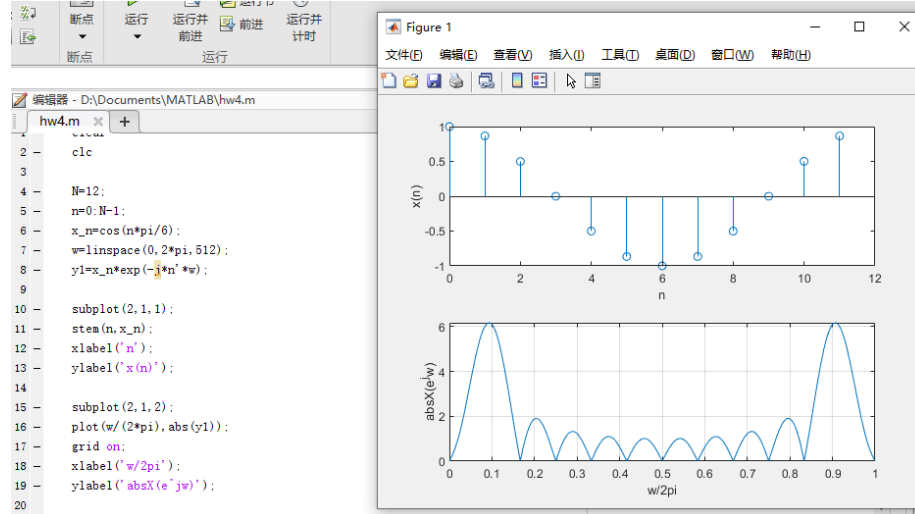 断点 运行 运行并 前进 运行节 前进 运行并 计时
断点 运行
编辑器 - D:\Documents\MATLAB\hw4.m
hw4.m
1 clear
2 - clc
3
4 - N=12;
5 - n=0:N-1;
6 - x_n=cos(n*pi/6);
7 - w=linspace(0,2*pi,512);
8 - y1=x_n*exp(-j*n'*w);
9
10 - subplot(2,1,1);
11 - stem(n,x_n);
12 - xlabel('n');
13 - ylabel('x(n)');
14
15 - subplot(2,1,2);
16 - plot(w/(2*pi),abs(y1));
17 - grid on;
18 - xlabel('w/2pi');
19 - ylabel('absX(e^jw)');
20
Figure 1
文件(F) 编辑(E) 查看(V) 插入(I) 工具(T) 桌面(D) 窗口(W) 帮助(H)
1
0.5
0
-0.5
-1
x(n)
0 2 4 6 8 10 12
n
6
4
2
0
absX(e^jw)
0 0.1 0.2 0.3 0.4 0.5 0.6 0.7 0.8 0.9 1
w/2pi